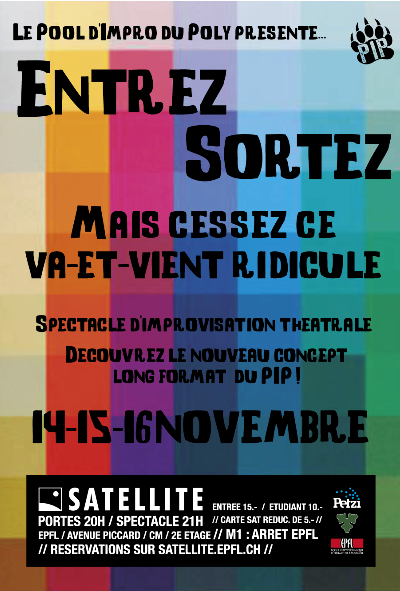 LE POOL D'IMPRO DU POLY PRESENTE...
PIP
ENTREZ
SORTEZ
MAIS CESSEZ CE
VA-ET-VIENT RIDICULE
SPECTACLE D'IMPROVISATION THEATRALE
DECOUVREZ LE NOUVEAU CONCEPT
LONG FORMAT DU PIP!
14-15-16 NOVEMBRE
SATELLITE
ENTREE 15.- / ETUDIANT 10.-
PORTES 20H / SPECTACLE 21H
// CARTE SAT REDUC. DE 5.- //
EPFL / AVENUE PICCARD / CM / 2E ETAGE // M1 : ARRET EPFL
// RESERVATIONS SUR SATELLITE.EPFL.CH //
Petzi
EPFL